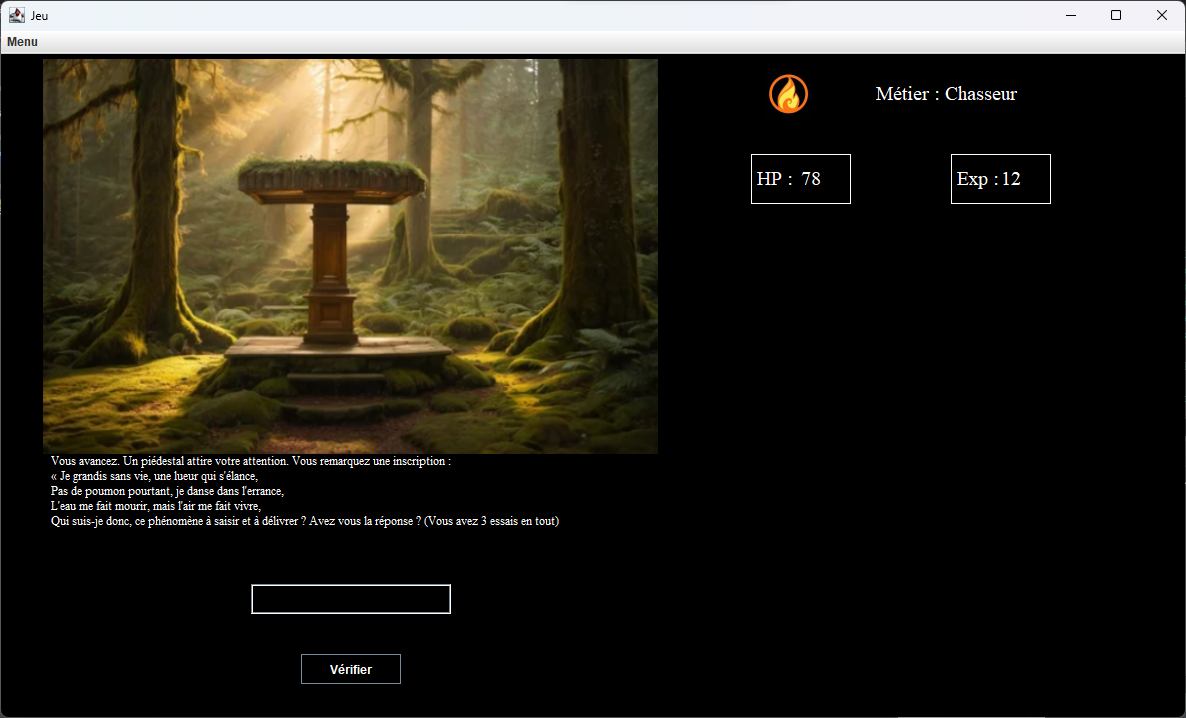 Jeu
Menu
Métier : Chasseur
HP : 78
Exp :12
Vous avancez. Un piédestal attire votre attention. Vous remarquez une inscription :
« Je grandis sans vie, une lueur qui s'élance,
Pas de poumon pourtant, je danse dans l'errance,
L'eau me fait mourir, mais l'air me fait vivre,
Qui suis-je donc, ce phénomène à saisir et à délivrer ? Avez vous la réponse ? (Vous avez 3 essais en tout)
Vérifier